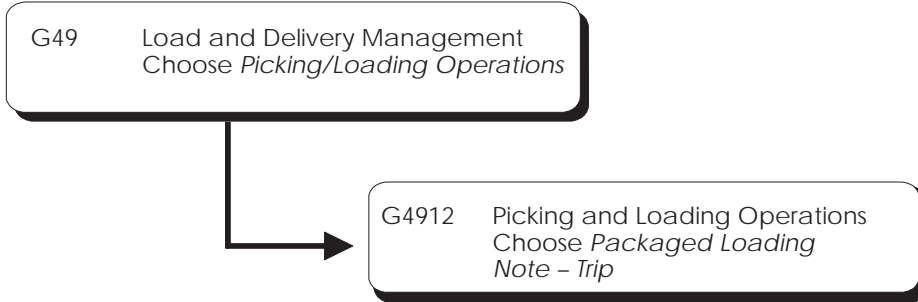 G49 Load and Delivery Management
Choose Picking/Loading Operations
G4912 Picking and Loading Operations
Choose Packaged Loading
Note – Trip